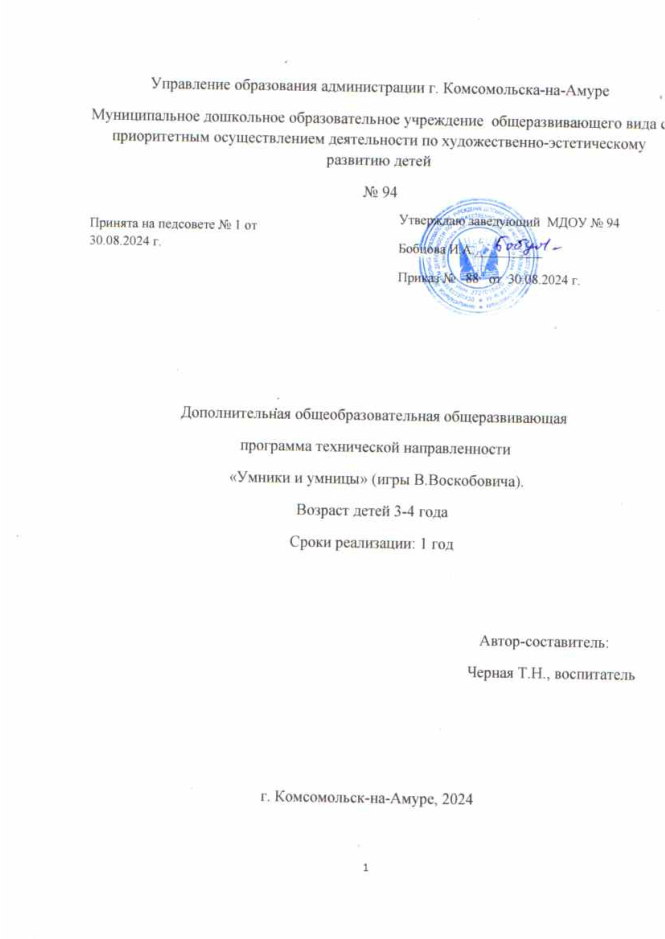 Управление образования администрации г. Комсомольска-на-Амуре
Муниципальное дошкольное образовательное учреждение общеразвивающего вида с
приоритетным осуществлением деятельности по художественно-эстетическому
развитию детей
№ 94
Принята на педсовете № 1 от
30.08.2024 г.
Утверждаю заведующий МДОУ № 94
Бобцова И.А.
Приказ № 88 от 30.08.2024 г.
Дополнительная общеобразовательная общеразвивающая
программа технической направленности
«Умники и умницы» (игры В.Воскобовича).
Возраст детей 3-4 года
Сроки реализации: 1 год
Автор-составитель:
Черная Т.Н., воспитатель
г. Комсомольск-на-Амуре, 2024
1